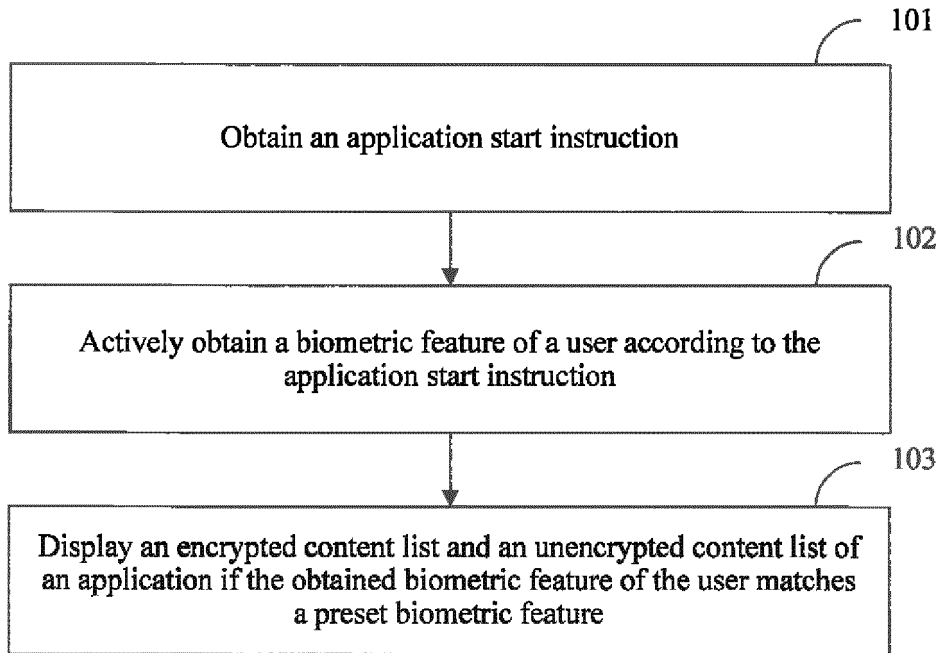 101
Obtain an application start instruction
102
Actively obtain a biometric feature of a user according to the
application start instruction
103
Display an encrypted content list and an unencrypted content list of
an application if the obtained biometric feature of the user matches
a preset biometric feature